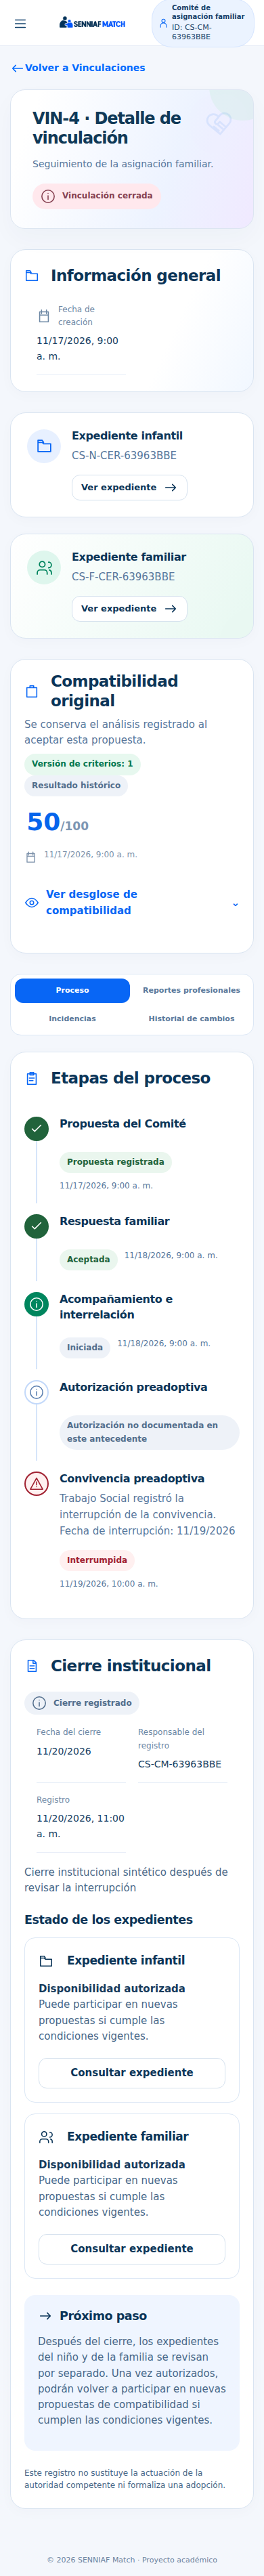 SENNIAF MATCH
Comité de
asignación familiar
ID: CS-CM-
63963BBE
Volver a Vinculaciones
VIN-4 · Detalle de
vinculación
Seguimiento de la asignación familiar.
Vinculación cerrada
Información general
Fecha de
creación
11/17/2026, 9:00
a. m.
Expediente infantil
CS-N-CER-63963BBE
Ver expediente
Expediente familiar
CS-F-CER-63963BBE
Ver expediente
Compatibilidad
original
Se conserva el análisis registrado al
aceptar esta propuesta.
Versión de criterios: 1
Resultado histórico
50/100
11/17/2026, 9:00 a. m.
Ver desglose de
compatibilidad
Proceso
Reportes profesionales
Incidencias
Historial de cambios
Etapas del proceso
Propuesta del Comité
Propuesta registrada
11/17/2026, 9:00 a. m.
Respuesta familiar
Aceptada
11/18/2026, 9:00 a. m.
Acompañamiento e
interrelación
Iniciada
11/18/2026, 9:00 a. m.
Autorización preadoptiva
Autorización no documentada en
este antecedente
Convivencia preadoptiva
Trabajo Social registró la
interrupción de la convivencia.
Fecha de interrupción: 11/19/2026
Interrumpida
11/19/2026, 10:00 a. m.
Cierre institucional
Cierre registrado
Fecha del cierre
11/20/2026
Responsable del
registro
CS-CM-63963BBE
Registro
11/20/2026, 11:00
a. m.
Cierre institucional sintético después de
revisar la interrupción
Estado de los expedientes
Expediente infantil
Disponibilidad autorizada
Puede participar en nuevas
propuestas si cumple las
condiciones vigentes.
Consultar expediente
Expediente familiar
Disponibilidad autorizada
Puede participar en nuevas
propuestas si cumple las
condiciones vigentes.
Consultar expediente
Próximo paso
Después del cierre, los expedientes
del niño y de la familia se revisan
por separado. Una vez autorizados,
podrán volver a participar en nuevas
propuestas de compatibilidad si
cumplen las condiciones vigentes.
Este registro no sustituye la actuación de la
autoridad competente ni formaliza una adopción.
© 2026 SENNIAF Match · Proyecto académico